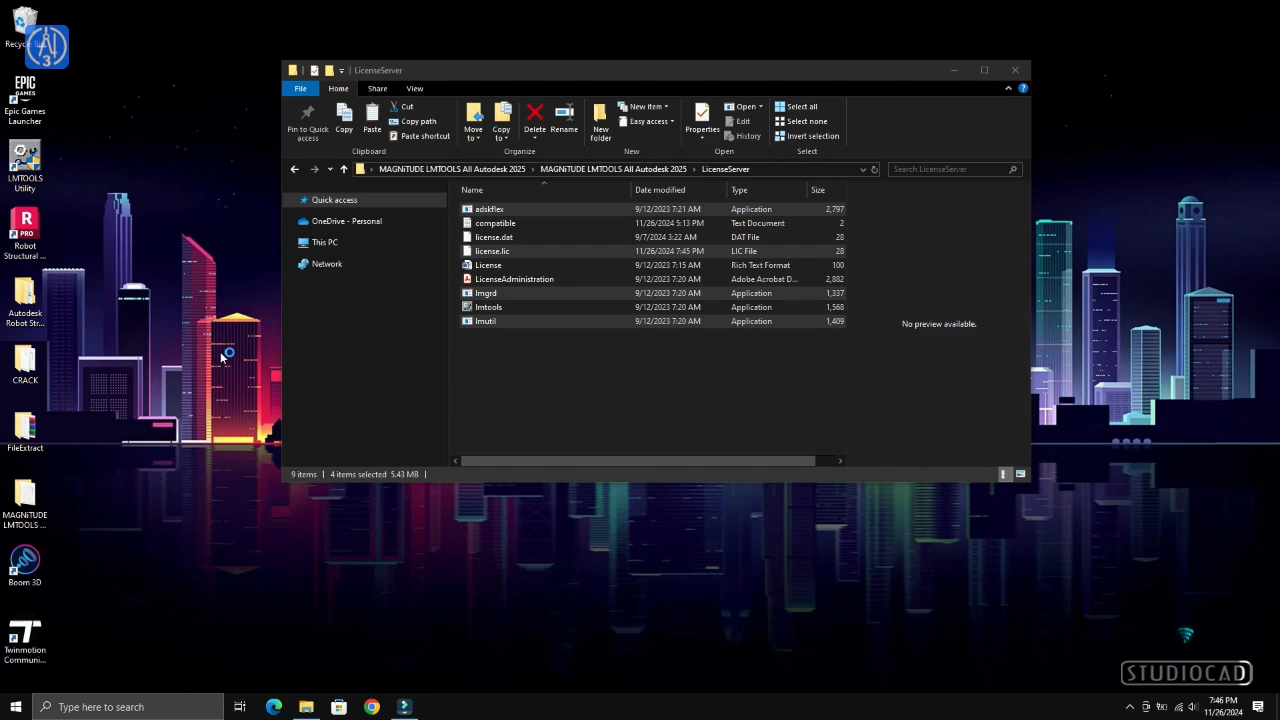 Recycle Bin
EPIC
GAMES
Epic Games
Launcher
LMTOOLS
Utility
R
PRO
Robot
Structural ...
Autodesk
Robot Str...
CRACK
FileExtract
MAGNiTUDE
LMTOOLS ...
Boom 3D
Twinmotion
Communi...
LicenseServer
File Home Share View
Pin to Quick
access
Copy
Paste
Cut
Copy path
Paste shortcut
Clipboard
Move
to
Copy
to
Delete
Rename
Organize
New
folder
New item
Easy access
New
Properties
Open
Edit
History
Open
Select all
Select none
Invert selection
Select
MAGNiTUDE LMTOOLS All Autodesk 2025 > MAGNiTUDE LMTOOLS All Autodesk 2025 > LicenseServer
Search LicenseServer
Quick access
OneDrive - Personal
This PC
Network
Name Date modified Type Size
adskflex 9/12/2023 7:21 AM Application 2,797
compatible 11/26/2024 5:13 PM Text Document 2
license.dat 9/7/2024 3:22 AM DAT File 28
license.lic 11/26/2024 7:45 PM LIC File 28
License 9/12/2023 7:15 AM Rich Text Format 100
LicenseAdministration 9/12/2023 7:20 AM Adobe Acrobat D... 2,882
lmgrd 9/12/2023 7:20 AM Application 1,337
lmtools 9/12/2023 7:20 AM Application 1,568
lmutil 9/12/2023 7:20 AM Application 1,409
No preview available.
9 items 4 items selected 5.43 MB
STUDIOCAD
Type here to search
7:46 PM
11/26/2024